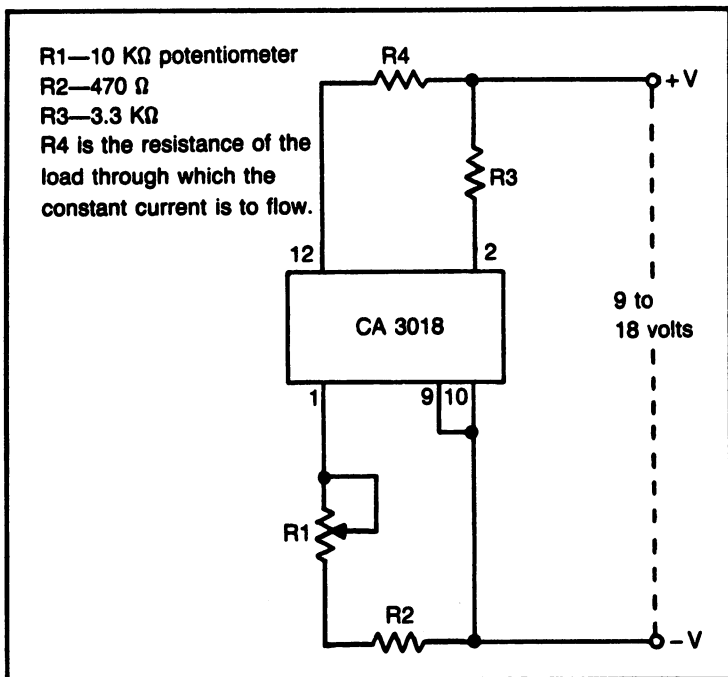 R1—10 KΩ potentiometer
R2—470 Ω
R3—3.3 KΩ
R4 is the resistance of the
load through which the
constant current is to flow.
R4
+V
R3
12
2
CA 3018
9 to
18 volts
1
9
10
R1
R2
−V